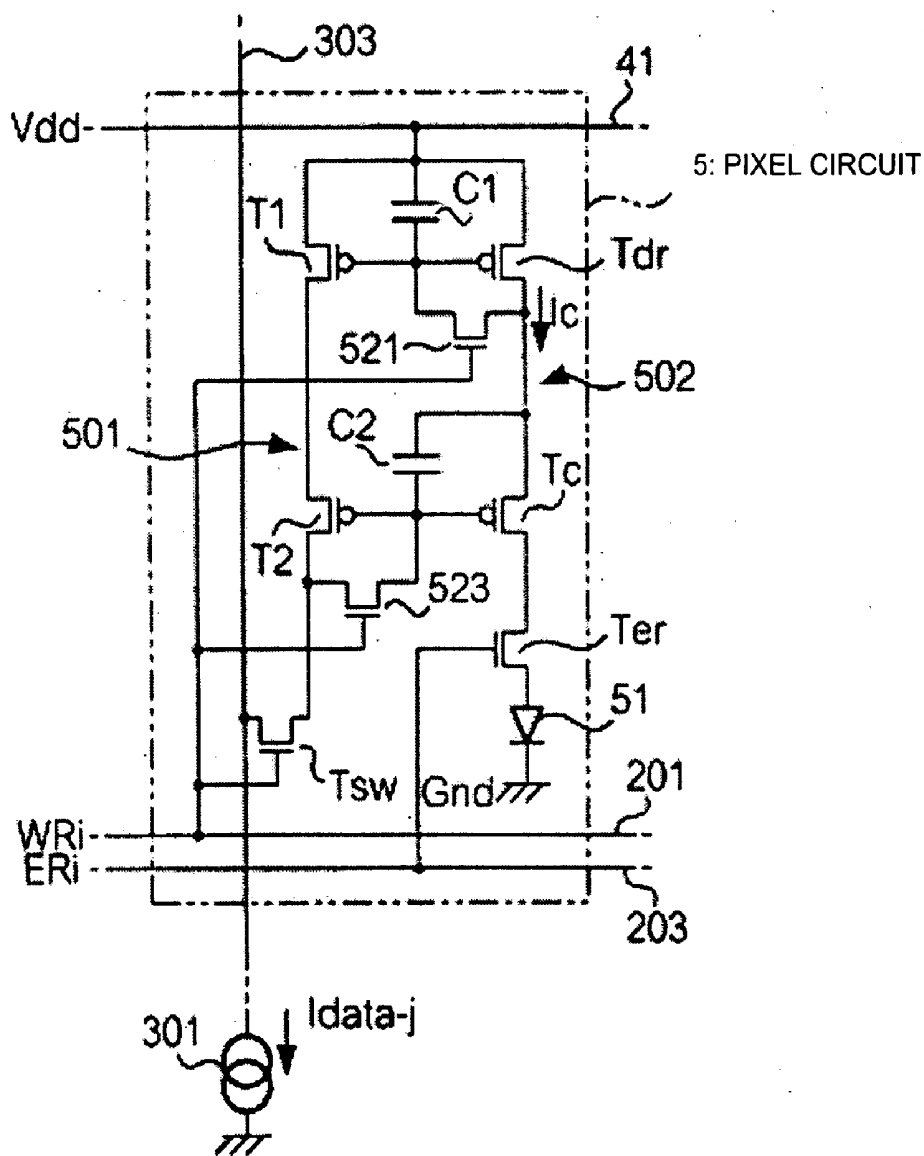 303
41
Vdd
5: PIXEL CIRCUIT
C1
T1
Tdr
Ic
521
502
501
C2
Tc
T2
523
Ter
51
Tsw
Gnd
201
WRi
ERi
203
Idata-j
301